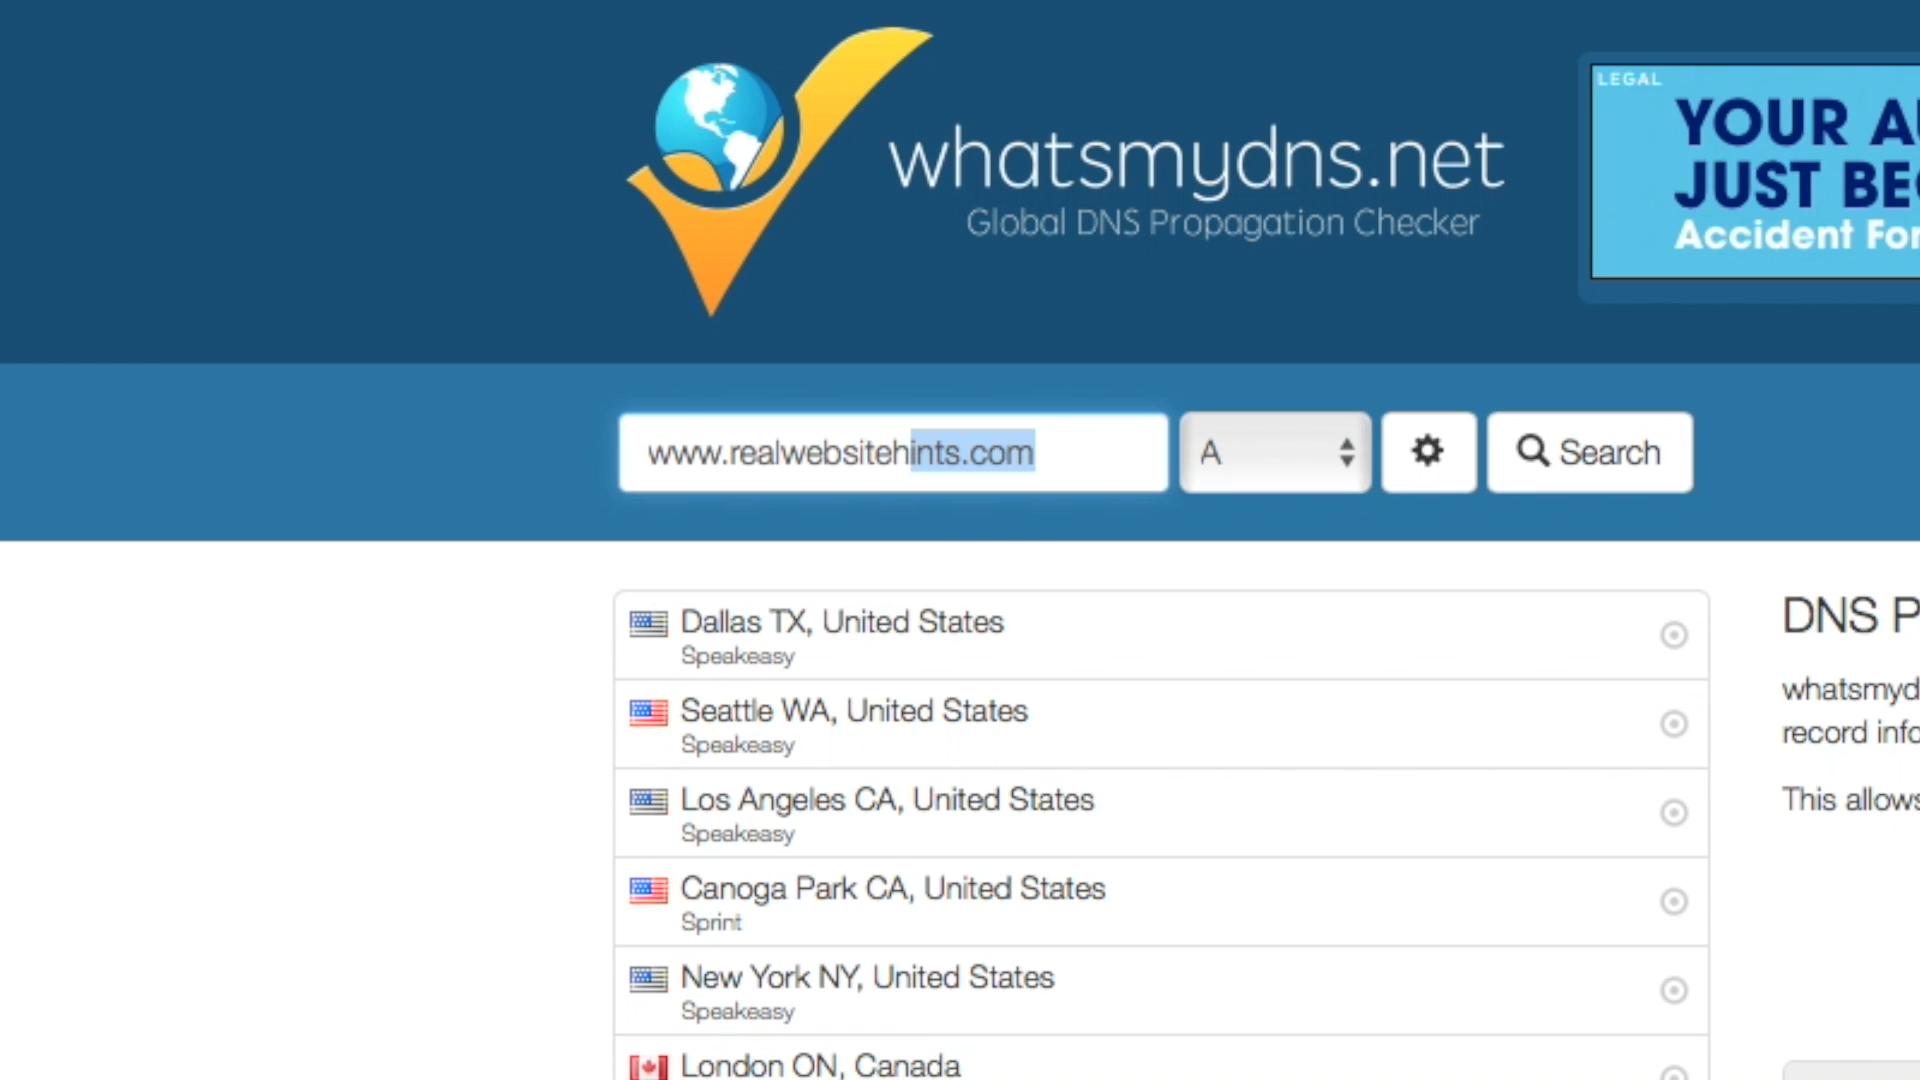 whatsmydns.net
Global DNS Propagation Checker
LEGAL
YOUR
JUST
Accident
www.realwebsitehints.com
A
Search
Dallas TX, United States
Speakeasy
Seattle WA, United States
Speakeasy
Los Angeles CA, United States
Speakeasy
Canoga Park CA, United States
Sprint
New York NY, United States
Speakeasy
London ON, Canada
DNS P
whatsmyd
record info
This allows